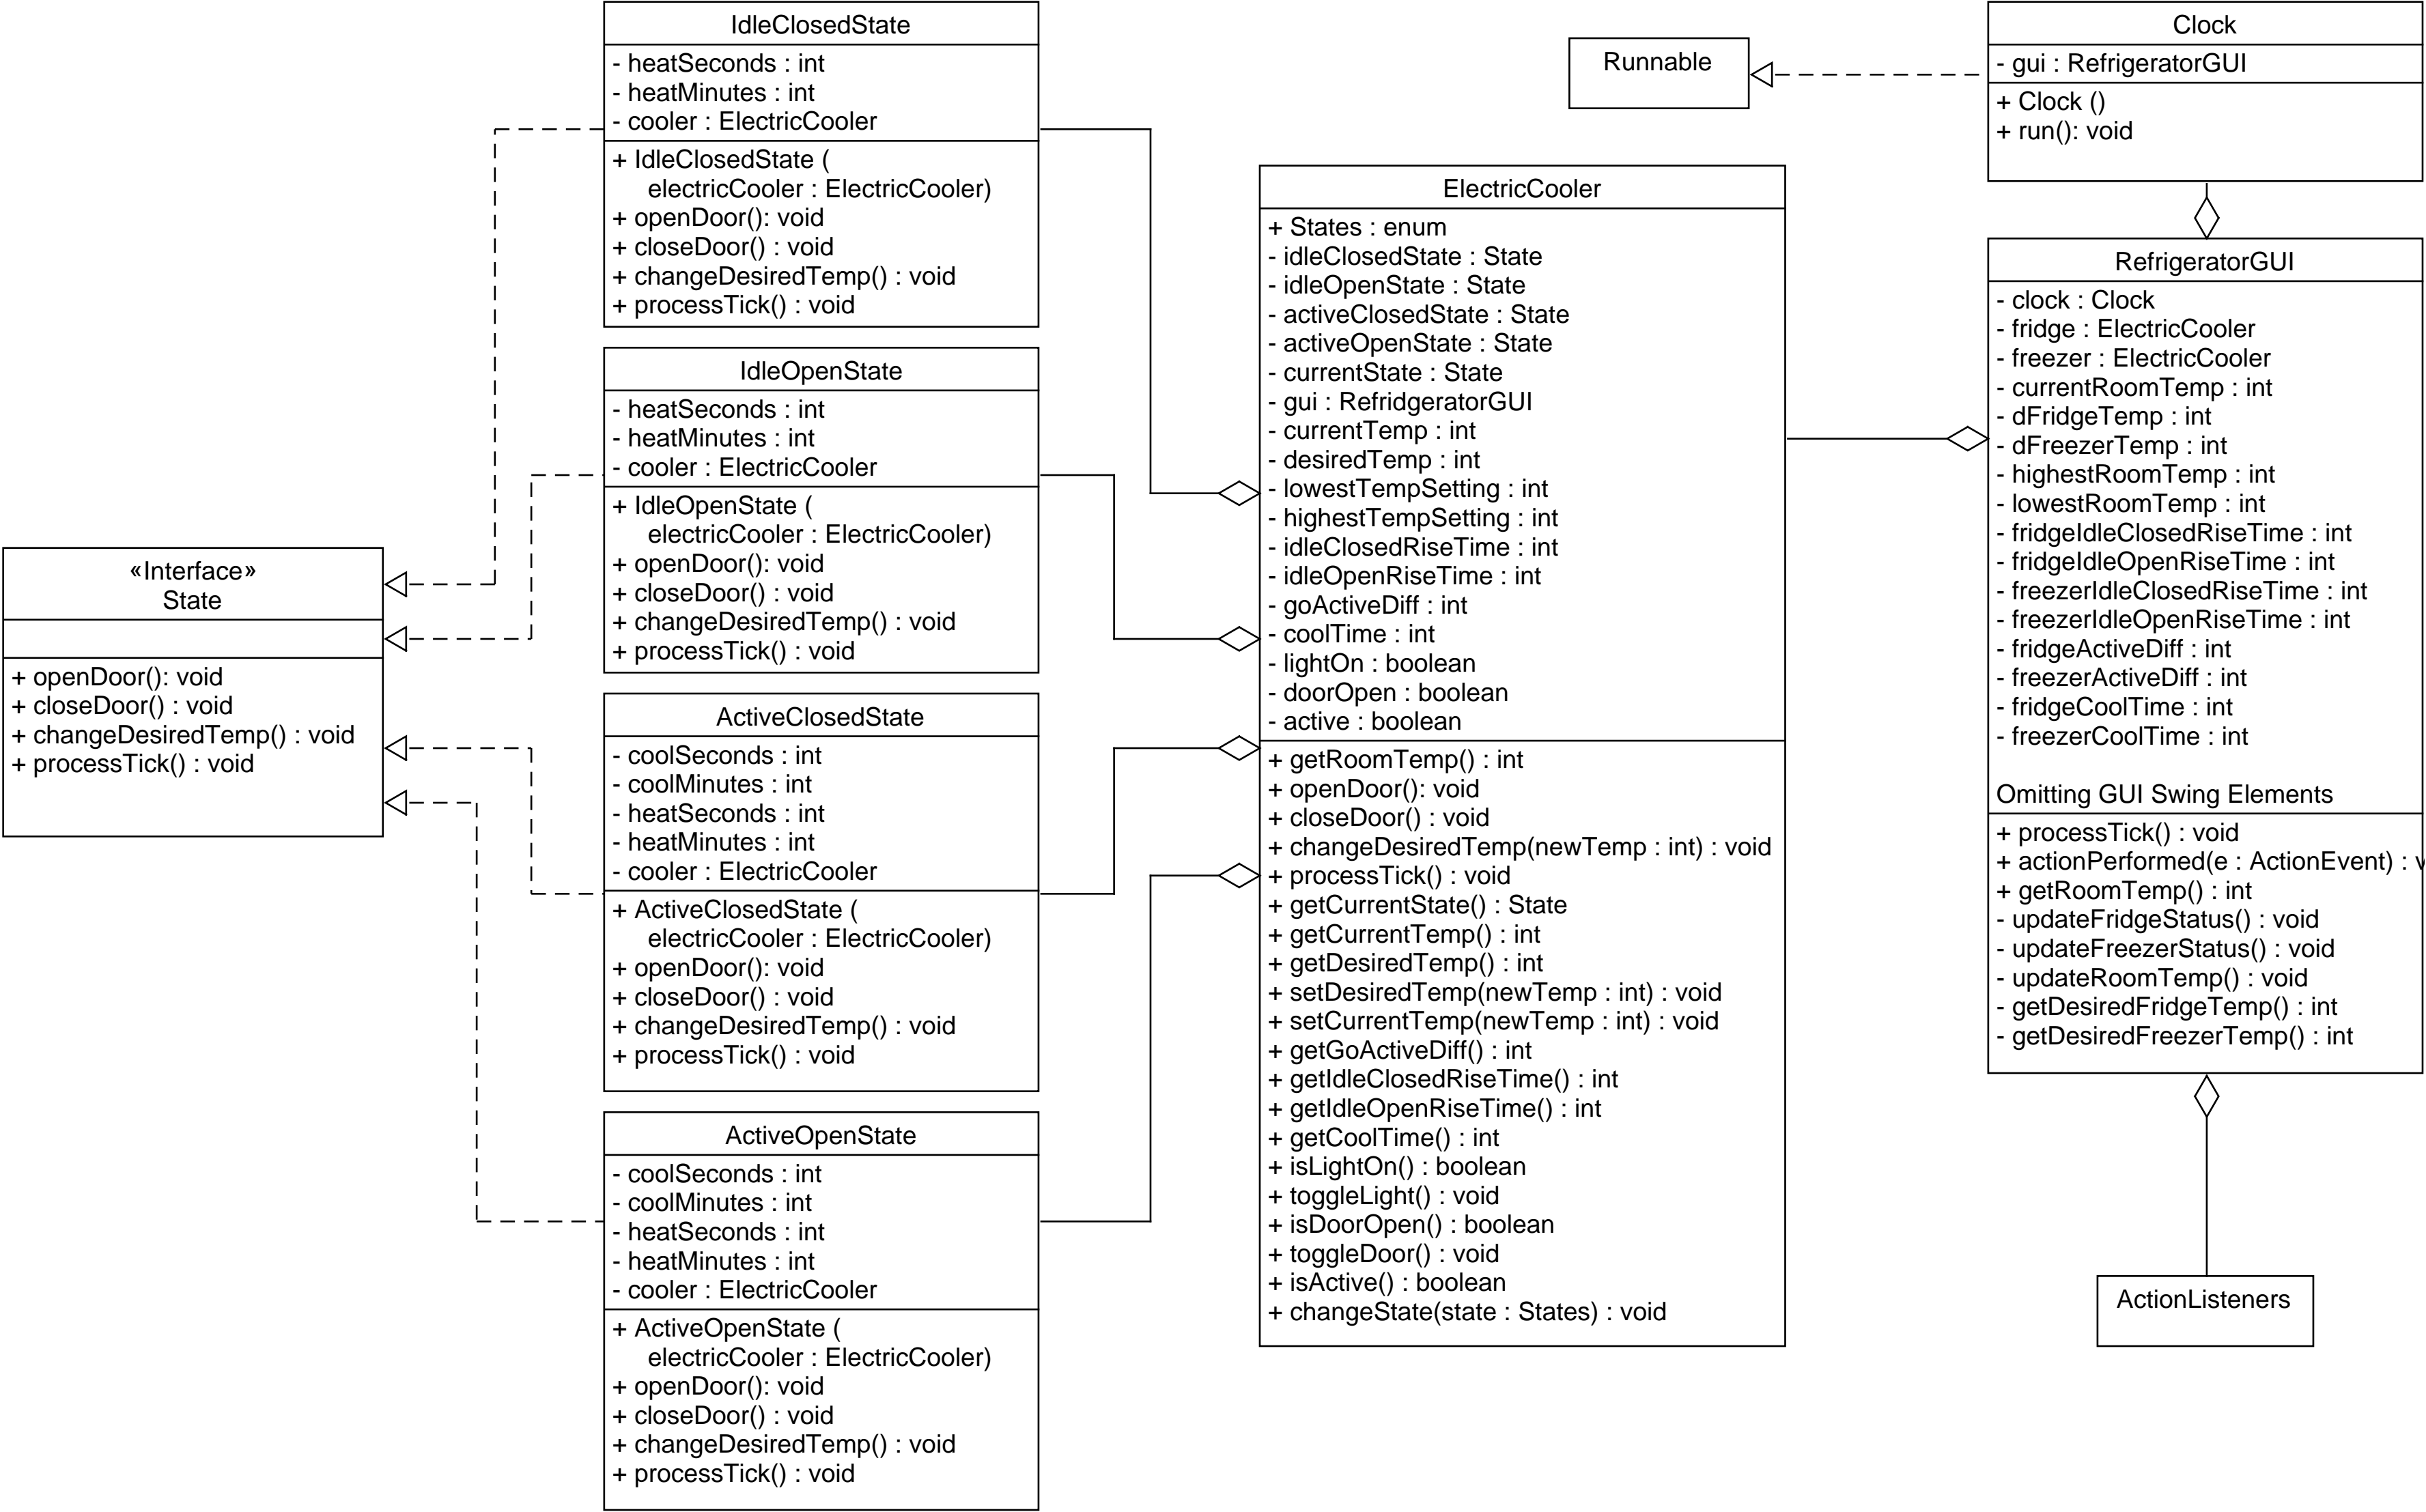 IdleClosedState
- heatSeconds : int
- heatMinutes : int
- cooler : ElectricCooler
+ IdleClosedState (
electricCooler : ElectricCooler)
+ openDoor(): void
+ closeDoor() : void
+ changeDesiredTemp() : void
+ processTick() : void
IdleOpenState
- heatSeconds : int
- heatMinutes : int
- cooler : ElectricCooler
+ IdleOpenState (
electricCooler : ElectricCooler)
+ openDoor(): void
+ closeDoor() : void
+ changeDesiredTemp() : void
+ processTick() : void
«Interface»
State
+ openDoor(): void
+ closeDoor() : void
+ changeDesiredTemp() : void
+ processTick() : void
ActiveClosedState
- coolSeconds : int
- coolMinutes : int
- heatSeconds : int
- heatMinutes : int
- cooler : ElectricCooler
+ ActiveClosedState (
electricCooler : ElectricCooler)
+ openDoor(): void
+ closeDoor() : void
+ changeDesiredTemp() : void
+ processTick() : void
ActiveOpenState
- coolSeconds : int
- coolMinutes : int
- heatSeconds : int
- heatMinutes : int
- cooler : ElectricCooler
+ ActiveOpenState (
electricCooler : ElectricCooler)
+ openDoor(): void
+ closeDoor() : void
+ changeDesiredTemp() : void
+ processTick() : void
Runnable
ElectricCooler
+ States : enum
- idleClosedState : State
- idleOpenState : State
- activeClosedState : State
- activeOpenState : State
- currentState : State
- gui : RefridgeratorGUI
- currentTemp : int
- desiredTemp : int
- lowestTempSetting : int
- highestTempSetting : int
- idleClosedRiseTime : int
- idleOpenRiseTime : int
- goActiveDiff : int
- coolTime : int
- lightOn : boolean
- doorOpen : boolean
- active : boolean
+ getRoomTemp() : int
+ openDoor(): void
+ closeDoor() : void
+ changeDesiredTemp(newTemp : int) : void
+ processTick() : void
+ getCurrentState() : State
+ getCurrentTemp() : int
+ getDesiredTemp() : int
+ setDesiredTemp(newTemp : int) : void
+ setCurrentTemp(newTemp : int) : void
+ getGoActiveDiff() : int
+ getIdleClosedRiseTime() : int
+ getIdleOpenRiseTime() : int
+ getCoolTime() : int
+ isLightOn() : boolean
+ toggleLight() : void
+ isDoorOpen() : boolean
+ toggleDoor() : void
+ isActive() : boolean
+ changeState(state : States) : void
Clock
- gui : RefrigeratorGUI
+ Clock ()
+ run(): void
RefrigeratorGUI
- clock : Clock
- fridge : ElectricCooler
- freezer : ElectricCooler
- currentRoomTemp : int
- dFridgeTemp : int
- dFreezerTemp : int
- highestRoomTemp : int
- lowestRoomTemp : int
- fridgeIdleClosedRiseTime : int
- fridgeIdleOpenRiseTime : int
- freezerIdleClosedRiseTime : int
- freezerIdleOpenRiseTime : int
- fridgeActiveDiff : int
- freezerActiveDiff : int
- fridgeCoolTime : int
- freezerCoolTime : int
Omitting GUI Swing Elements
+ processTick() : void
+ actionPerformed(e : ActionEvent) :
+ getRoomTemp() : int
- updateFridgeStatus() : void
- updateFreezerStatus() : void
- updateRoomTemp() : void
- getDesiredFridgeTemp() : int
- getDesiredFreezerTemp() : int
ActionListeners